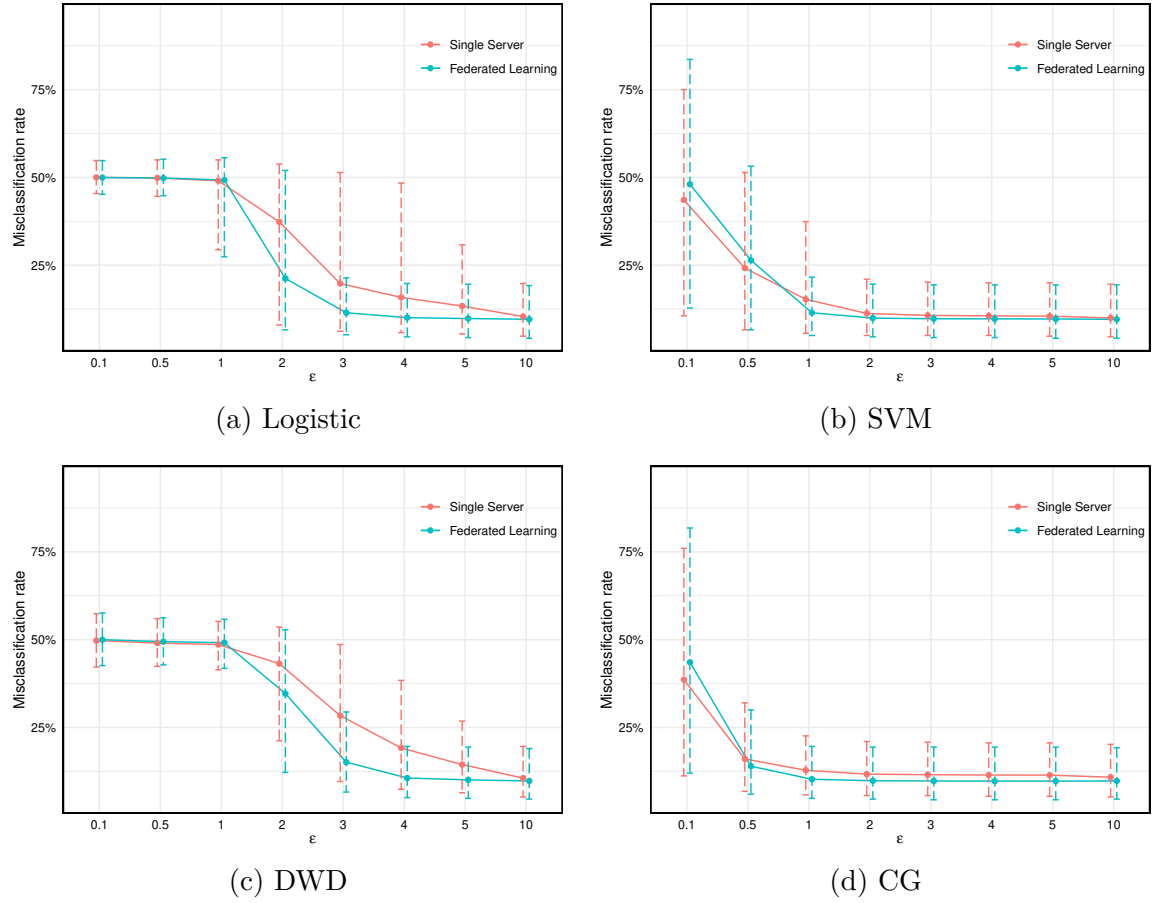 Single Server
Federated Learning
75%
50%
25%
Misclassification rate
0.1 0.5 1 2 3 4 5 10
ε
(a) Logistic
Single Server
Federated Learning
75%
50%
25%
Misclassification rate
0.1 0.5 1 2 3 4 5 10
ε
(b) SVM
Single Server
Federated Learning
75%
50%
25%
Misclassification rate
0.1 0.5 1 2 3 4 5 10
ε
(c) DWD
Single Server
Federated Learning
75%
50%
25%
Misclassification rate
0.1 0.5 1 2 3 4 5 10
ε
(d) CG